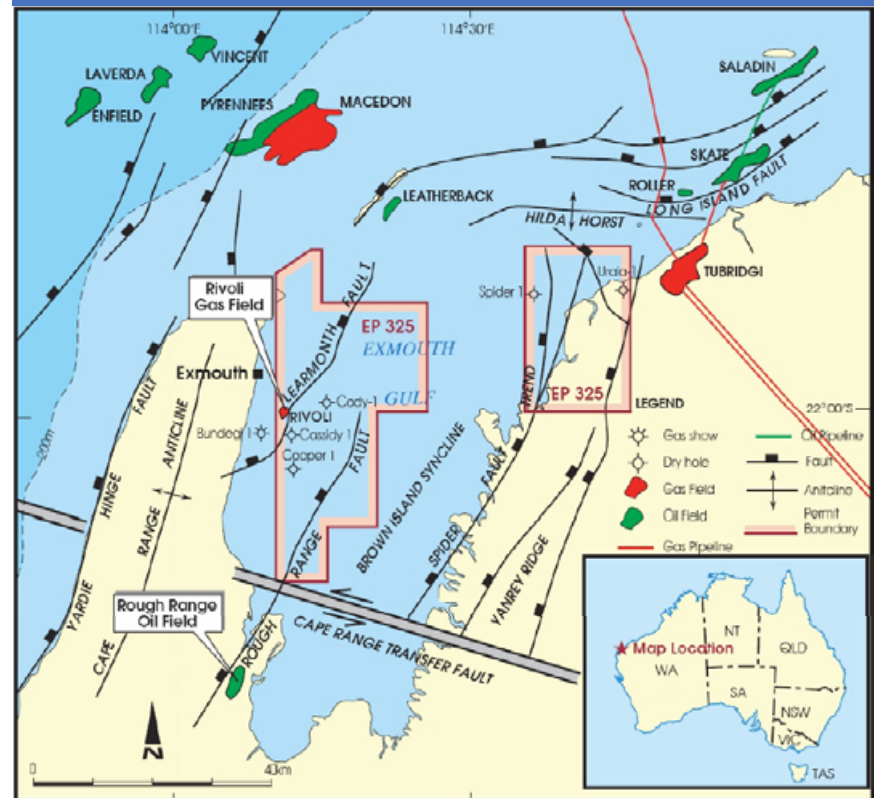 114°00'E
114°30'E
VINCENT
LAVERDA
ENFIELD
PYRENNEES
MACEDON
SALADIN
SKATE
ROLLER
LONG ISLAND FAULT
LEATHERBACK
HILDA HORST
TUBRIDGI
Rivoli
Gas Field
LEARMONTH FAULT
EP 325
EXMOUTH
GULF
Spider 1
Urala-1
EP 325
TREND
Exmouth
RIVOLI
Cody-1
Bundegi 1
Cassidy 1
Cooper 1
22°00'S
-200m
YARDIE HINGE FAULT
CAPE RANGE ANTICLINE
ROUGH RANGE FAULT
BROWN ISLAND SYNCLINE
SPIDER FAULT
YANREY RIDGE
CAPE RANGE TRANSFER FAULT
Rough Range
Oil Field
LEGEND
Gas show
Dry hole
Gas Field
Oil Field
Gas Pipeline
Oil Pipeline
Fault
Anitcline
Permit
Boundary
N
0
40km
Map Location
WA
NT
QLD
SA
NSW
VIC
TAS